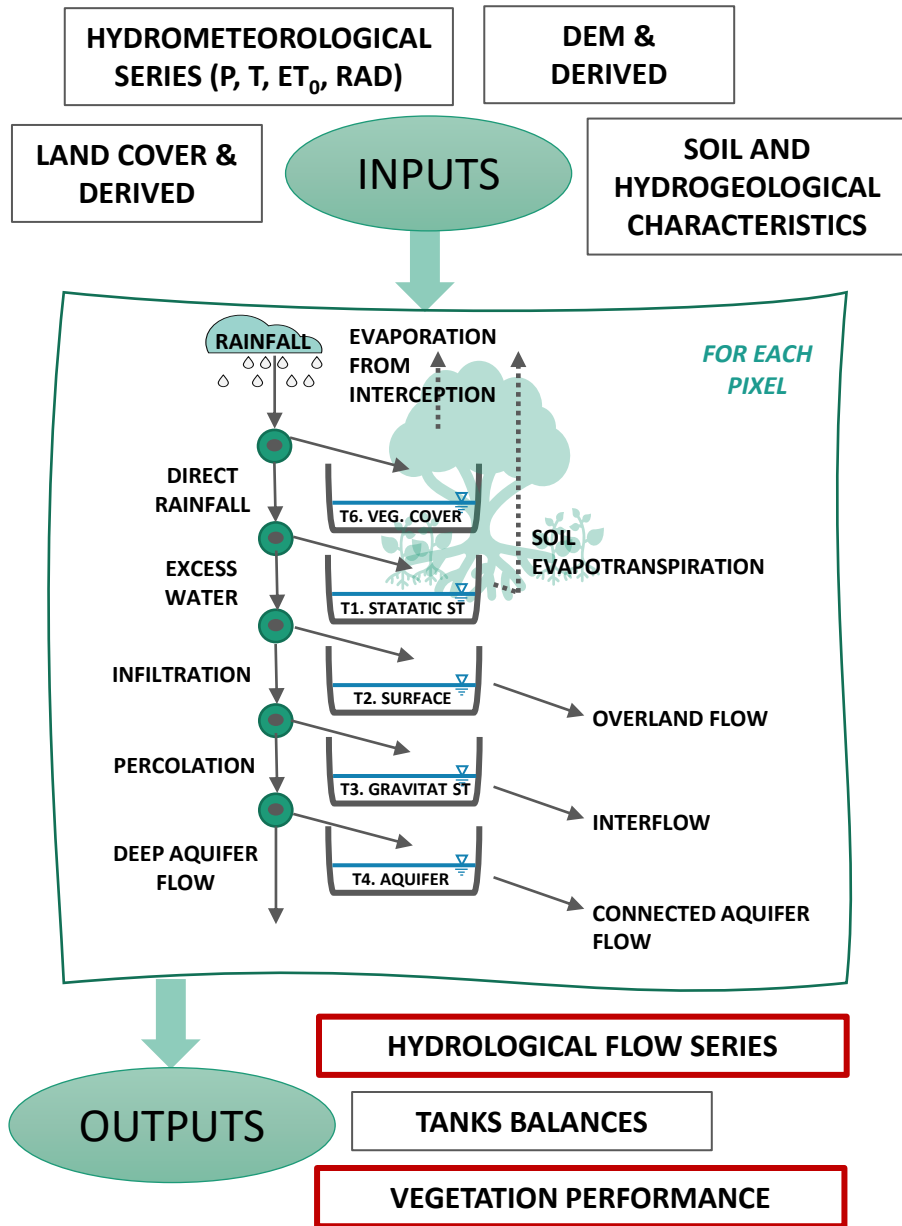 HYDROMETEOROLOGICAL
SERIES (P, T, ET₀, RAD)
DEM &
DERIVED
LAND COVER &
DERIVED
INPUTS
SOIL AND
HYDROGEOLOGICAL
CHARACTERISTICS
RAINFALL
EVAPORATION
FROM
INTERCEPTION
FOR EACH
PIXEL
DIRECT
RAINFALL
T6. VEG. COVER
SOIL
EVAPOTRANSPIRATION
EXCESS
WATER
T1. STATATIC ST
INFILTRATION
T2. SURFACE
OVERLAND FLOW
PERCOLATION
T3. GRAVITAT ST
INTERFLOW
DEEP AQUIFER
FLOW
T4. AQUIFER
CONNECTED AQUIFER
FLOW
HYDROLOGICAL FLOW SERIES
OUTPUTS
TANKS BALANCES
VEGETATION PERFORMANCE